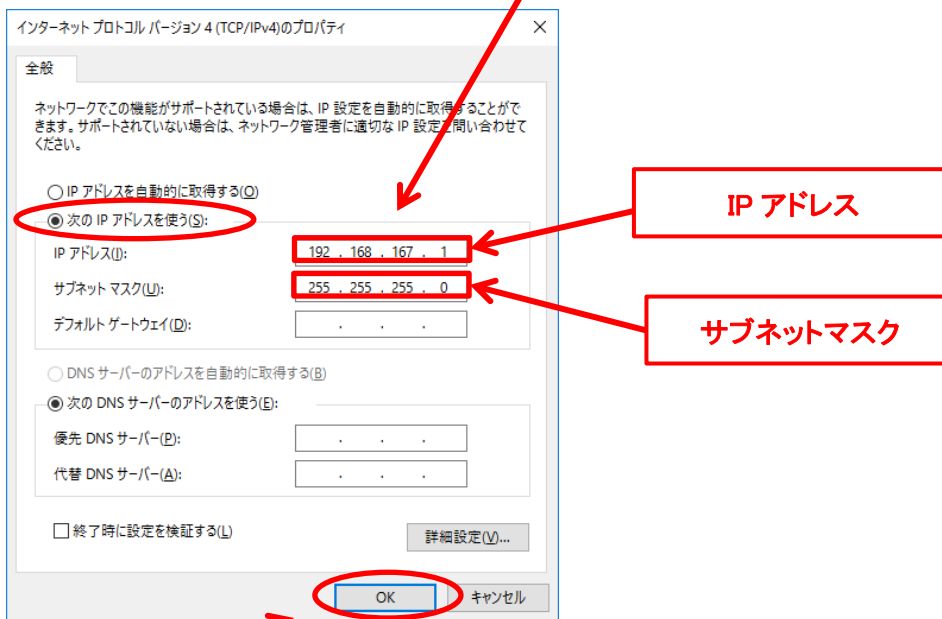 インターネット プロトコル バージョン 4 (TCP/IPv4)のプロパティ
全般
ネットワークでこの機能がサポートされている場合は、IP 設定を自動的に取得することがで
きます。サポートされていない場合は、ネットワーク管理者に適切な IP 設定を問い合わせて
ください。
IP アドレスを自動的に取得する(O)
次の IP アドレスを使う(S):
IP アドレス(I): 192 . 168 . 167 . 1
IP アドレス
サブネット マスク(U): 255 . 255 . 255 . 0
サブネットマスク
デフォルト ゲートウェイ(D): . . .
DNS サーバーのアドレスを自動的に取得する(B)
次の DNS サーバーのアドレスを使う(E):
優先 DNS サーバー(P): . . .
代替 DNS サーバー(A): . . .
終了時に設定を検証する(L)
詳細設定(V)...
OK キャンセル